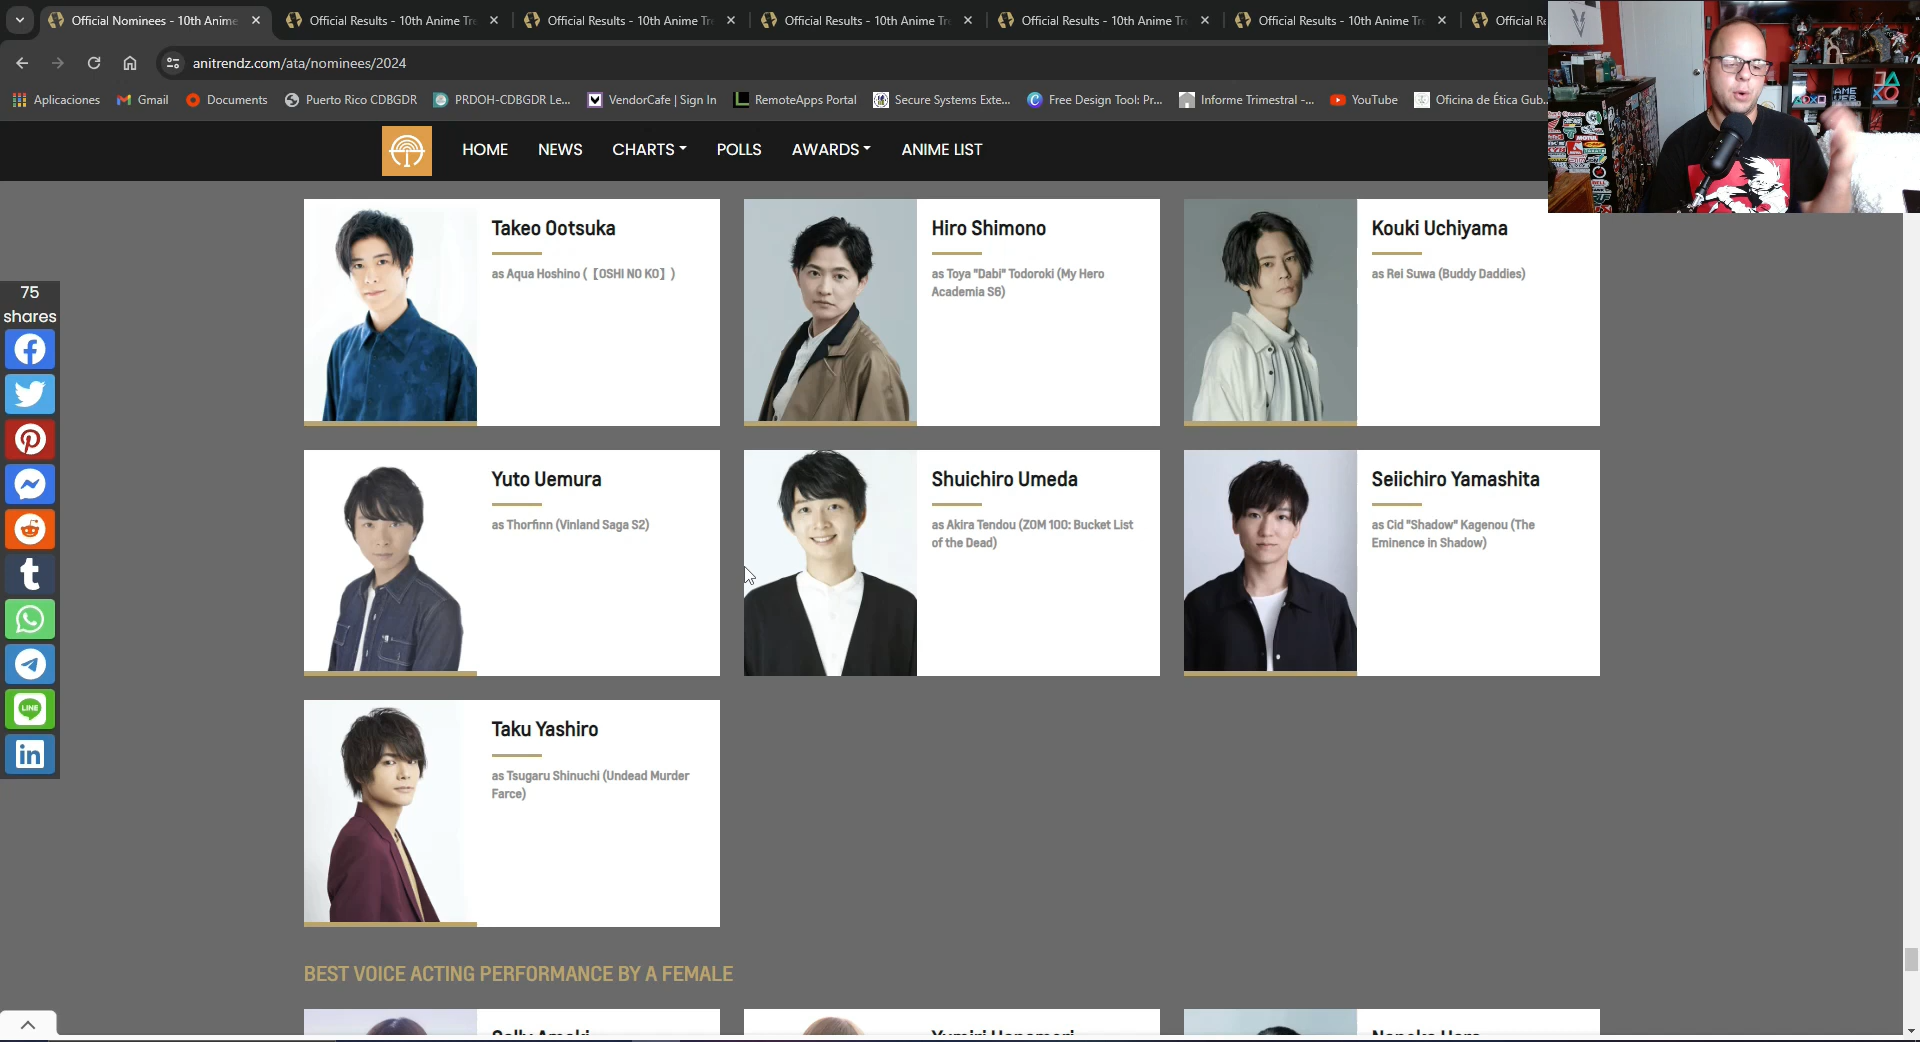 Official Nominees - 10th Anime
Official Results - 10th Anime Tr
Official Results - 10th Anime Tr
Official Results - 10th Anime Tr
Official Results - 10th Anime Tr
Official Results - 10th Anime Tr
Official Re
anitrendz.com/ata/nominees/2024
Aplicaciones
Gmail
Documents
Puerto Rico CDBGDR
PRDOH-CDBGDR Le...
VendorCafe | Sign In
RemoteApps Portal
Secure Systems Exte...
Free Design Tool: Pr...
Informe Trimestral -...
YouTube
Oficina de Ética Gub...
HOME
NEWS
CHARTS
POLLS
AWARDS
ANIME LIST
75
shares
LINE
Takeo Ootsuka
as Aqua Hoshino (【OSHI NO KO】)
Hiro Shimono
as Toya "Dabi" Todoroki (My Hero
Academia S6)
Kouki Uchiyama
as Rei Suwa (Buddy Daddies)
Yuto Uemura
as Thorfinn (Vinland Saga S2)
Shuichiro Umeda
as Akira Tendou (ZOM 100: Bucket List
of the Dead)
Seiichiro Yamashita
as Cid "Shadow" Kagenou (The
Eminence in Shadow)
Taku Yashiro
as Tsugaru Shinuchi (Undead Murder
Farce)
BEST VOICE ACTING PERFORMANCE BY A FEMALE